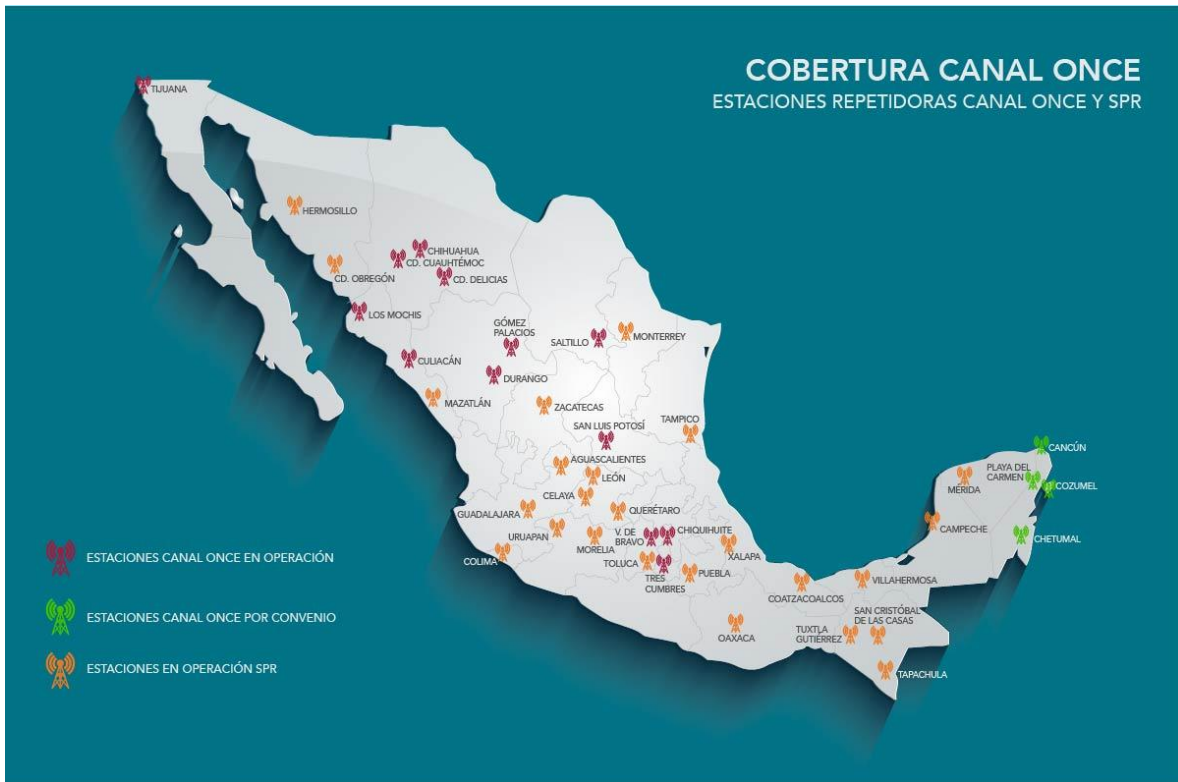 COBERTURA CANAL ONCE
ESTACIONES REPETIDORAS CANAL ONCE Y SPR
TIJUANA
HERMOSILLO
CHIHUAHUA
CD. CUAUHTÉMOC
CD. OBREGÓN
CD. DELICIAS
LOS MOCHIS
GÓMEZ
PALACIOS
SALTILLO
MONTERREY
CULIACÁN
DURANGO
MAZATLÁN
ZACATECAS
TAMPICO
SAN LUIS POTOSÍ
CANCÚN
AGUASCALIENTES
LEÓN
PLAYA DEL
CARMEN
MÉRIDA
COZUMEL
CELAYA
GUADALAJARA
QUERÉTARO
CAMPECHE
URUAPAN
MORELIA
V. DE
BRAVO
CHIQUIHUITE
XALAPA
CHETUMAL
COLIMA
TOLUCA
TRES
CUMBRES
PUEBLA
COATZACOALCOS
VILLAHERMOSA
SAN CRISTÓBAL
DE LAS CASAS
TUXTLA
GUTIÉRREZ
OAXACA
TAPACHULA
ESTACIONES CANAL ONCE EN OPERACIÓN
ESTACIONES CANAL ONCE POR CONVENIO
ESTACIONES EN OPERACIÓN SPR